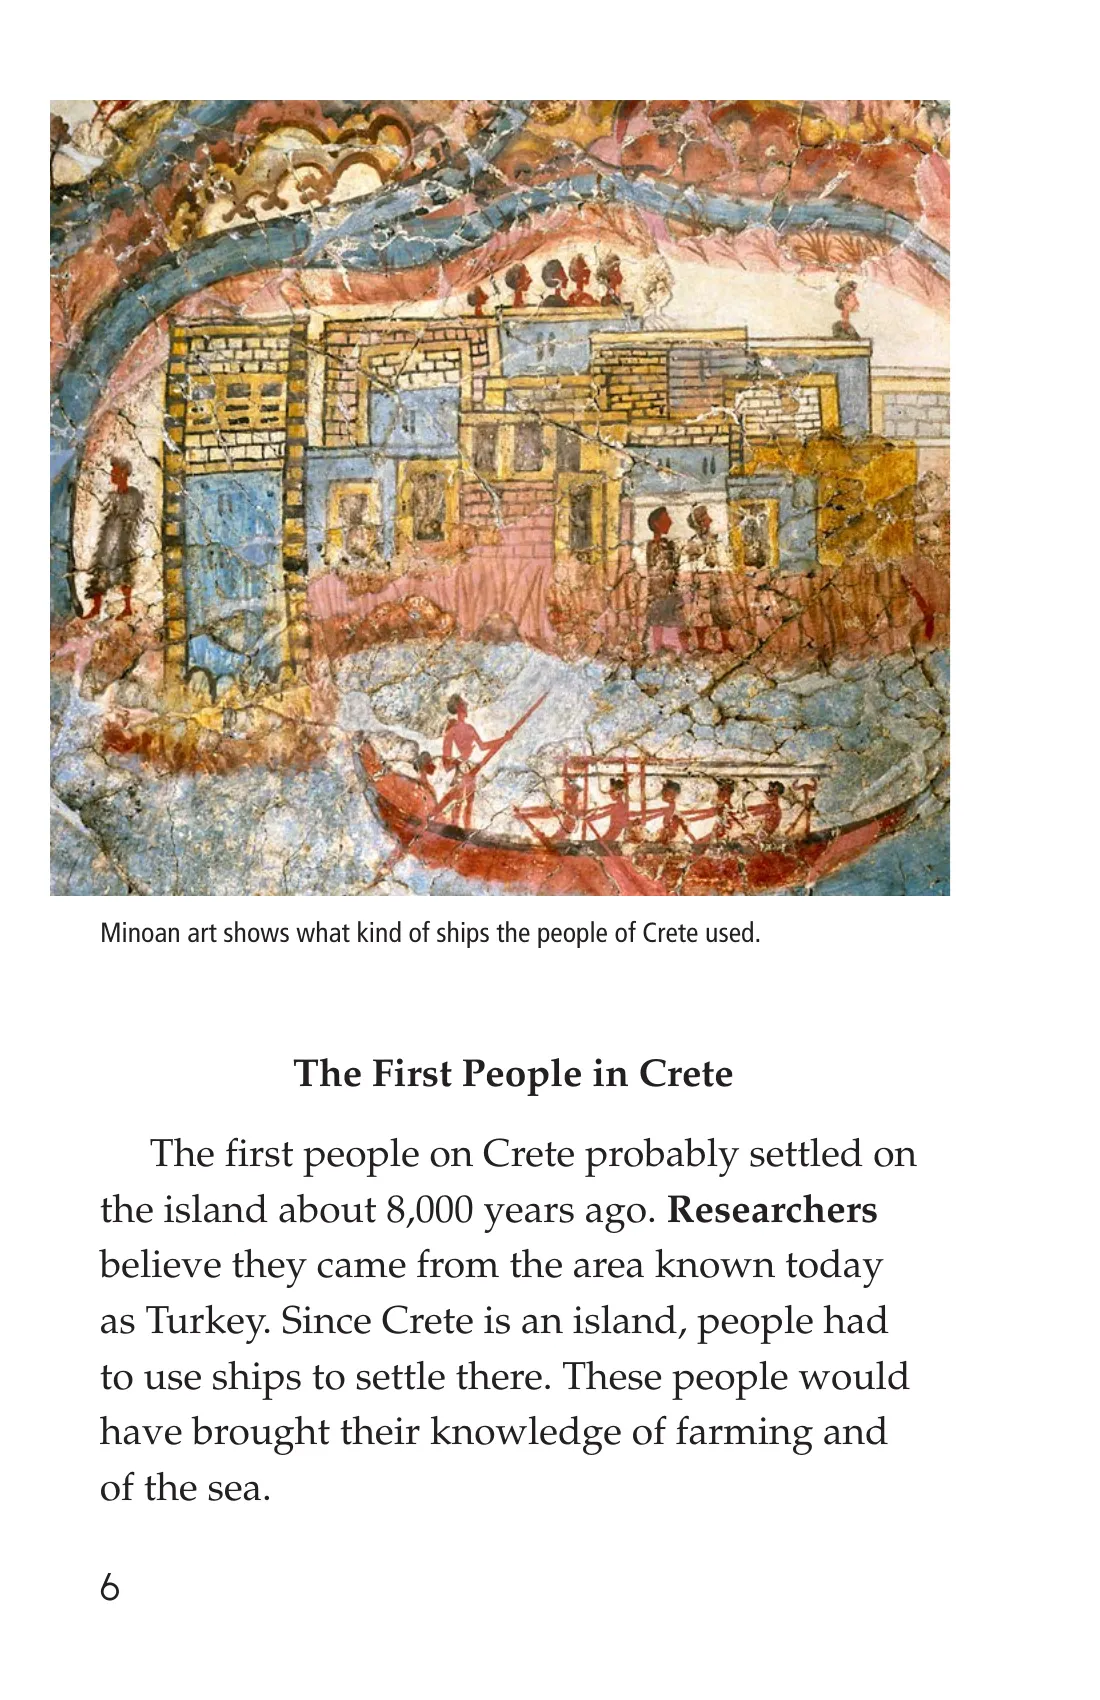 Minoan art shows what kind of ships the people of Crete used.
The First People in Crete
The first people on Crete probably settled on
the island about 8,000 years ago. Researchers
believe they came from the area known today
as Turkey. Since Crete is an island, people had
to use ships to settle there. These people would
have brought their knowledge of farming and
of the sea.
6